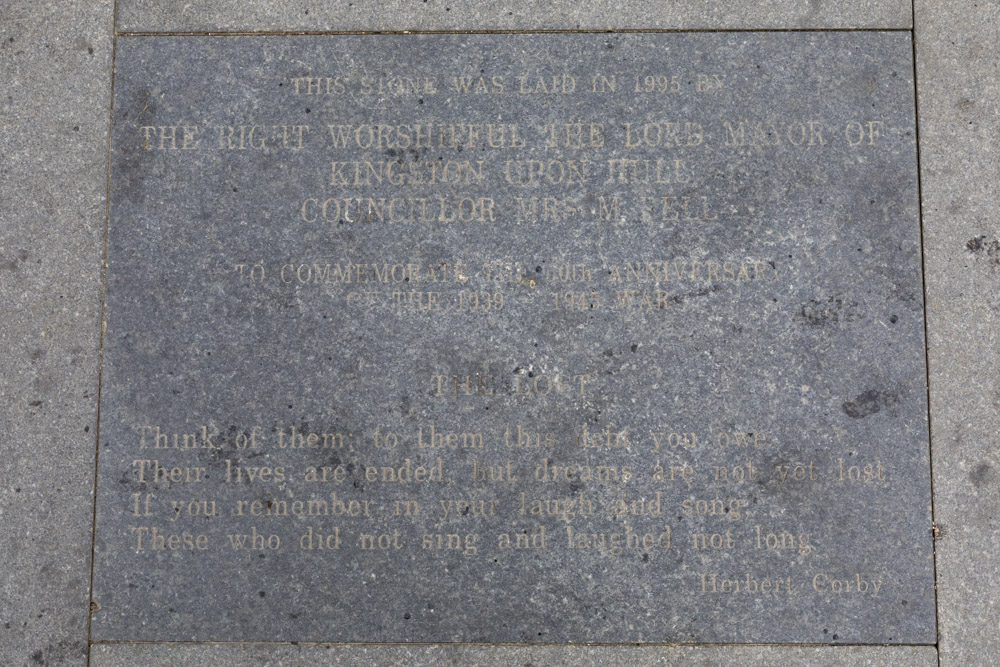 THIS STONE WAS LAID IN 1995 BY
THE RIGHT WORSHIPFUL THE LORD MAYOR OF
KINGSTON UPON HULL
COUNCILLOR MRS M. FELL
TO COMMEMORATE THE 50th ANNIVERSARY
OF THE 1939 - 1945 WAR
THE LOST
Think of them; to them this debt you owe
Their lives are ended, but dreams are not yet lost
If you remember in your laugh and song,
These who did not sing and laughed not long.
Herbert Corby